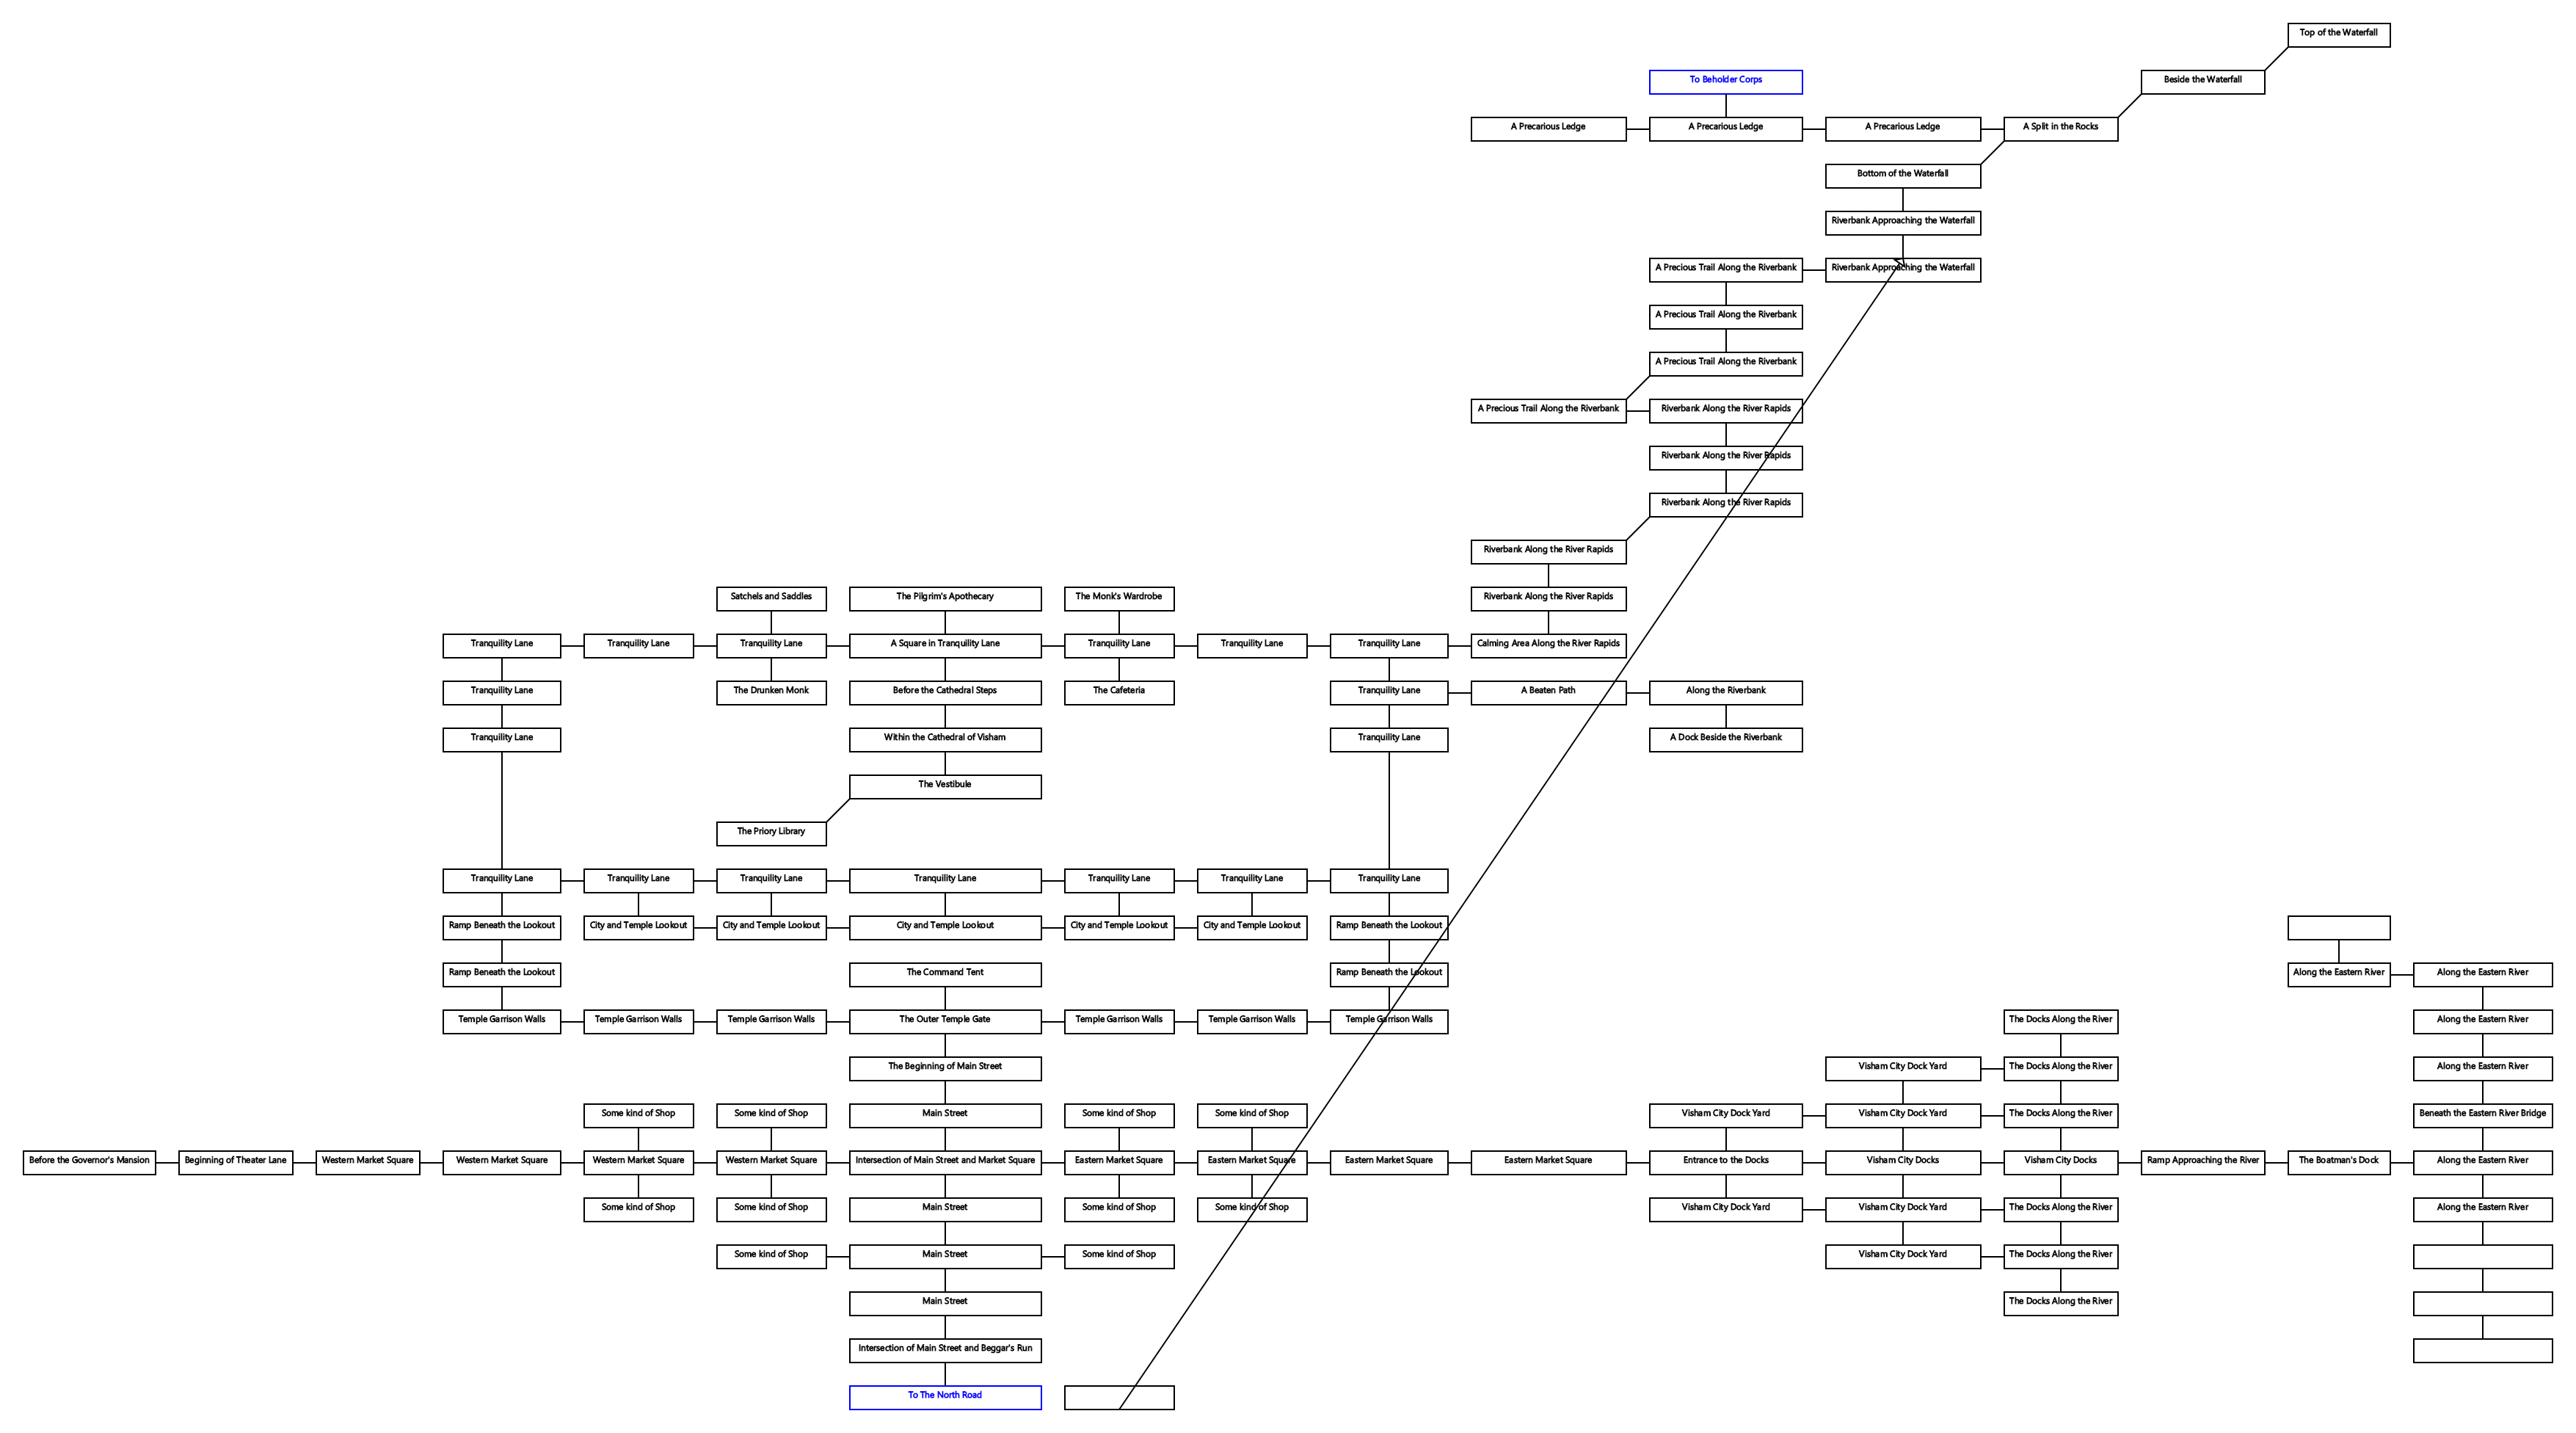 Top of the Waterfall
To Beholder Corps
Beside the Waterfall
A Precarious Ledge
A Precarious Ledge
A Precarious Ledge
A Split in the Rocks
Bottom of the Waterfall
Riverbank Approaching the Waterfall
A Precious Trail Along the Riverbank
Riverbank Approaching the Waterfall
A Precious Trail Along the Riverbank
A Precious Trail Along the Riverbank
A Precious Trail Along the Riverbank
Riverbank Along the River Rapids
Riverbank Along the River Rapids
Riverbank Along the River Rapids
Riverbank Along the River Rapids
Satchels and Saddles
The Pilgrim's Apothecary
The Monk's Wardrobe
Riverbank Along the River Rapids
Tranquility Lane
Tranquility Lane
Tranquility Lane
A Square in Tranquility Lane
Tranquility Lane
Tranquility Lane
Tranquility Lane
Calming Area Along the River Rapids
Tranquility Lane
The Drunken Monk
Before the Cathedral Steps
The Cafeteria
Tranquility Lane
A Beaten Path
Along the Riverbank
Tranquility Lane
Within the Cathedral of Visham
Tranquility Lane
A Dock Beside the Riverbank
The Vestibule
The Priory Library
Tranquility Lane
Tranquility Lane
Tranquility Lane
Tranquility Lane
Tranquility Lane
Tranquility Lane
Tranquility Lane
Ramp Beneath the Lookout
City and Temple Lookout
City and Temple Lookout
City and Temple Lookout
City and Temple Lookout
City and Temple Lookout
Ramp Beneath the Lookout
Ramp Beneath the Lookout
The Command Tent
Ramp Beneath the Lookout
Along the Eastern River
Along the Eastern River
Temple Garrison Walls
Temple Garrison Walls
Temple Garrison Walls
The Outer Temple Gate
Temple Garrison Walls
Temple Garrison Walls
Temple Garrison Walls
The Docks Along the River
Along the Eastern River
The Beginning of Main Street
Visham City Dock Yard
The Docks Along the River
Along the Eastern River
Some kind of Shop
Some kind of Shop
Main Street
Some kind of Shop
Some kind of Shop
Visham City Dock Yard
Visham City Dock Yard
The Docks Along the River
Beneath the Eastern River Bridge
Before the Governor's Mansion
Beginning of Theater Lane
Western Market Square
Western Market Square
Western Market Square
Western Market Square
Intersection of Main Street and Market Square
Eastern Market Square
Eastern Market Square
Eastern Market Square
Eastern Market Square
Entrance to the Docks
Visham City Docks
Visham City Docks
Ramp Approaching the River
The Boatman's Dock
Along the Eastern River
Some kind of Shop
Some kind of Shop
Main Street
Some kind of Shop
Some kind of Shop
Visham City Dock Yard
Visham City Dock Yard
The Docks Along the River
Along the Eastern River
Some kind of Shop
Main Street
Some kind of Shop
Visham City Dock Yard
The Docks Along the River
Main Street
The Docks Along the River
Intersection of Main Street and Beggar's Run
To The North Road